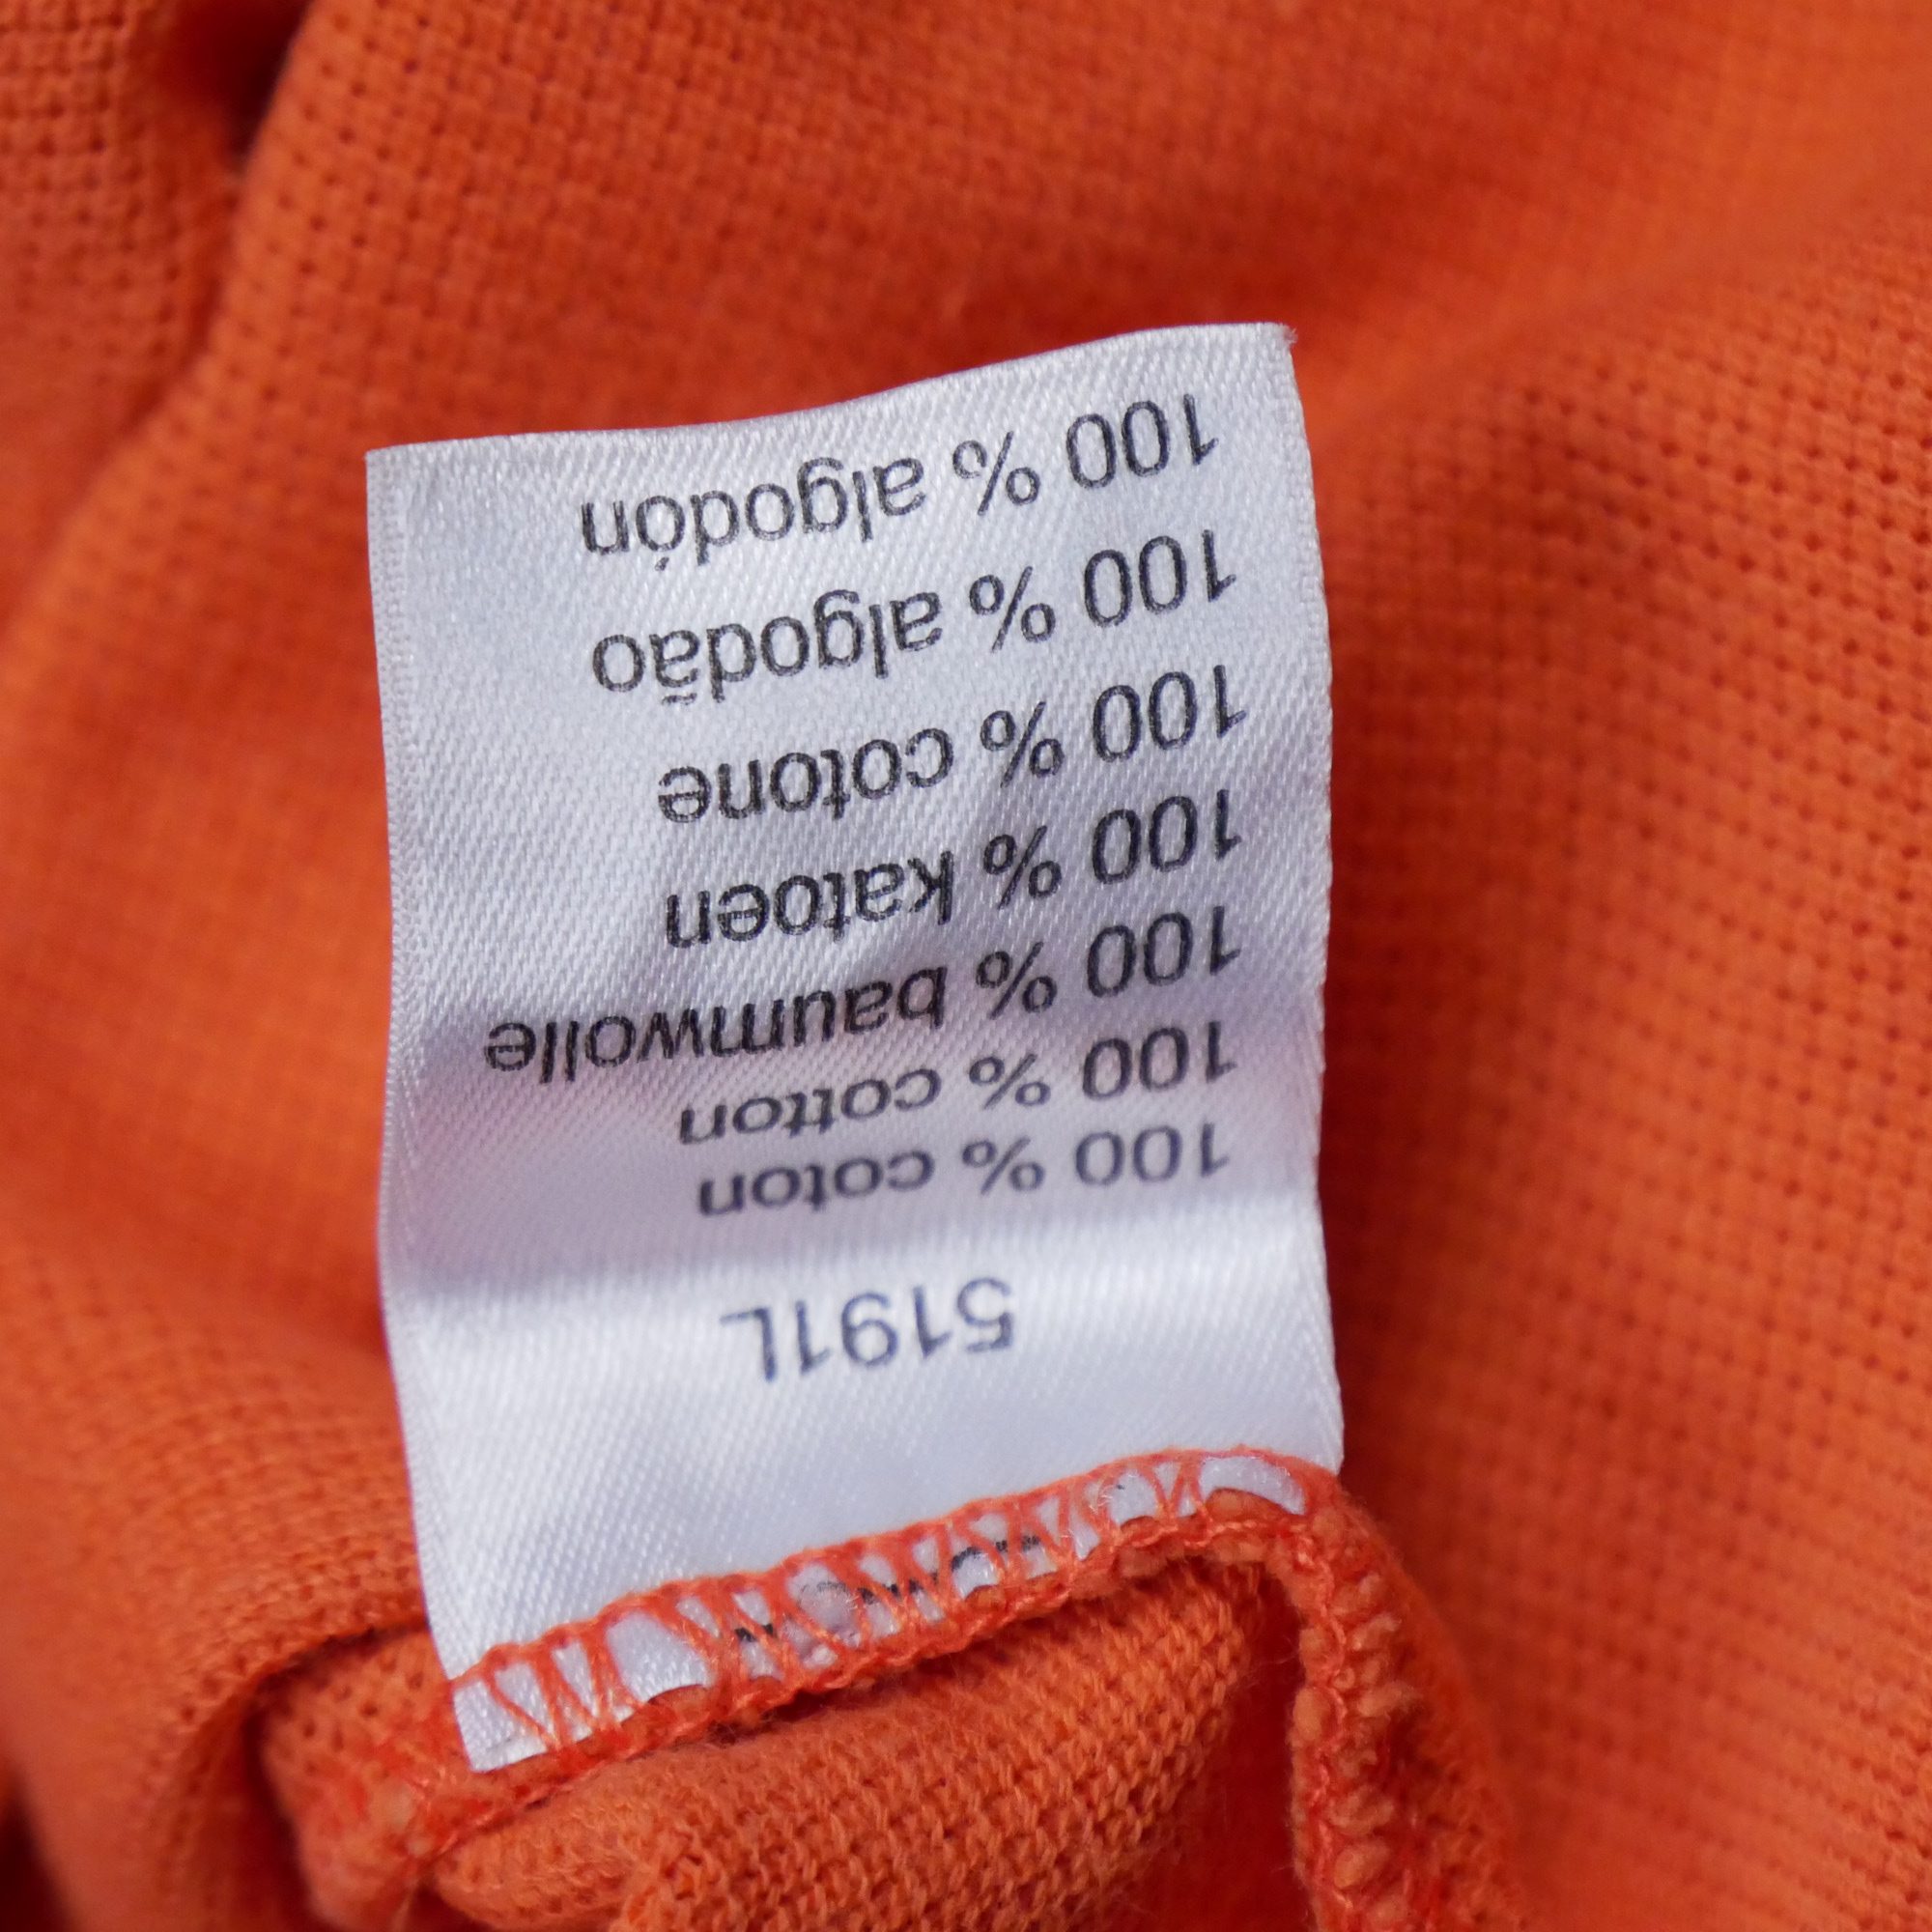 5191L
100 % coton
100 % cotton
100 % baumwolle
100 % katoen
100 % cotone
100 % algodão
100 % algodón